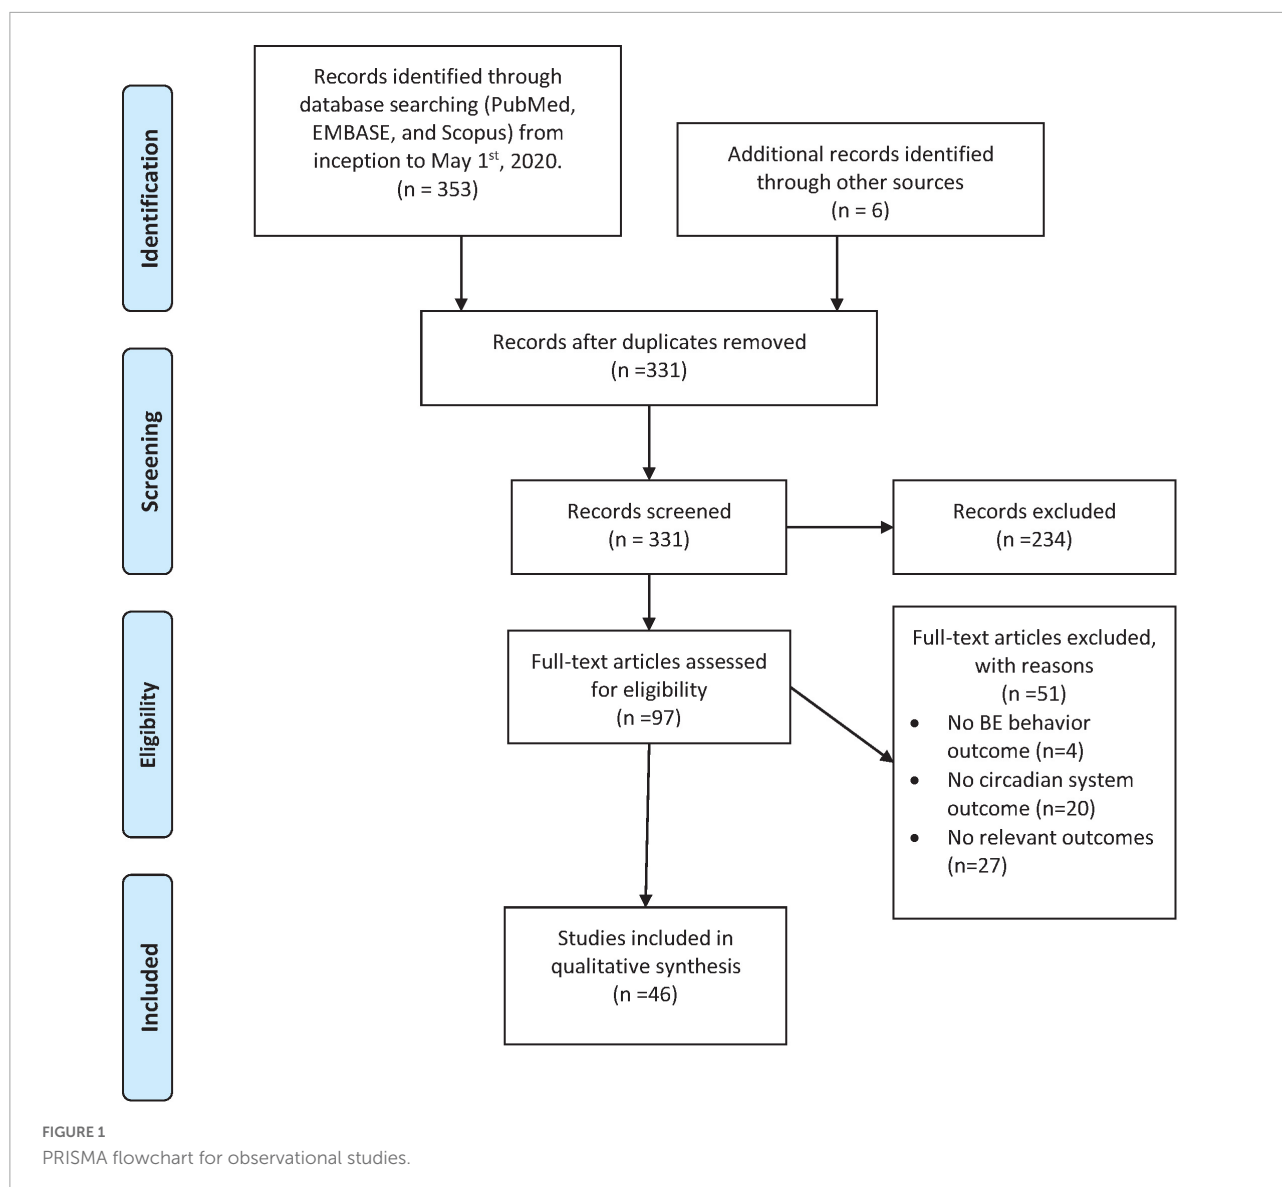 Identification
Records identified through
database searching (PubMed,
EMBASE, and Scopus) from
inception to May 1st, 2020.
(n = 353)
Additional records identified
through other sources
(n = 6)
Records after duplicates removed
(n =331)
Screening
Records screened
(n = 331)
Records excluded
(n =234)
Eligibility
Full-text articles assessed
for eligibility
(n =97)
Full-text articles excluded,
with reasons
(n =51)
• No BE behavior
outcome (n=4)
• No circadian system
outcome (n=20)
• No relevant outcomes
(n=27)
Included
Studies included in
qualitative synthesis
(n =46)
FIGURE 1
PRISMA flowchart for observational studies.